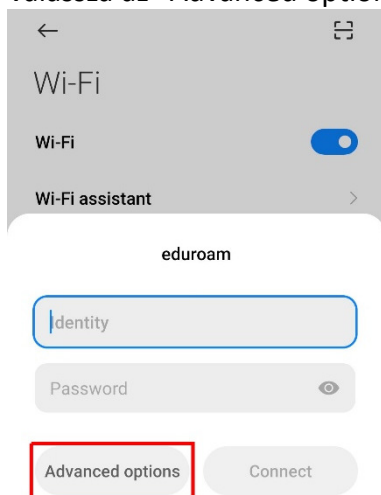 Wi-Fi
Wi-Fi
Wi-Fi assistant
eduroam
Identity
Password
Advanced options Connect